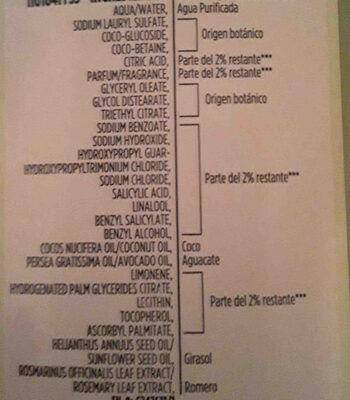 AQUA/WATER, Agua Purificada
SODIUM LAURYL SULFATE,
COCO-GLUCOSIDE, Origen botánico
COCO-BETAINE,
CITRIC ACID, Parte del 2% restante***
PARFUM/FRAGRANCE, Parte del 2% restante***
GLYCERYL OLEATE,
GLYCOL DISTEARATE, Origen botánico
TRIETHYL CITRATE,
SODIUM BENZOATE,
SODIUM HYDROXIDE,
HYDROXYPROPYL GUAR-
HYDROXYPROPYLTRIMONIUM CHLORIDE,
SODIUM CHLORIDE, Parte del 2% restante***
SALICYLIC ACID,
LINALOOL,
BENZYL SALICYLATE,
BENZYL ALCOHOL,
COCOS NUCIFERA OIL/COCONUT OIL, Coco
PERSEA GRATISSIMA OIL/AVOCADO OIL, Aguacate
LIMONENE,
HYDROGENATED PALM GLYCERIDES CITRATE,
LECITHIN, Parte del 2% restante***
TOCOPHEROL,
ASCORBYL PALMITATE,
HELIANTHUS ANNUUS SEED OIL/
SUNFLOWER SEED OIL, Girasol
ROSMARINUS OFFICINALIS LEAF EXTRACT/
ROSEMARY LEAF EXTRACT, Romero